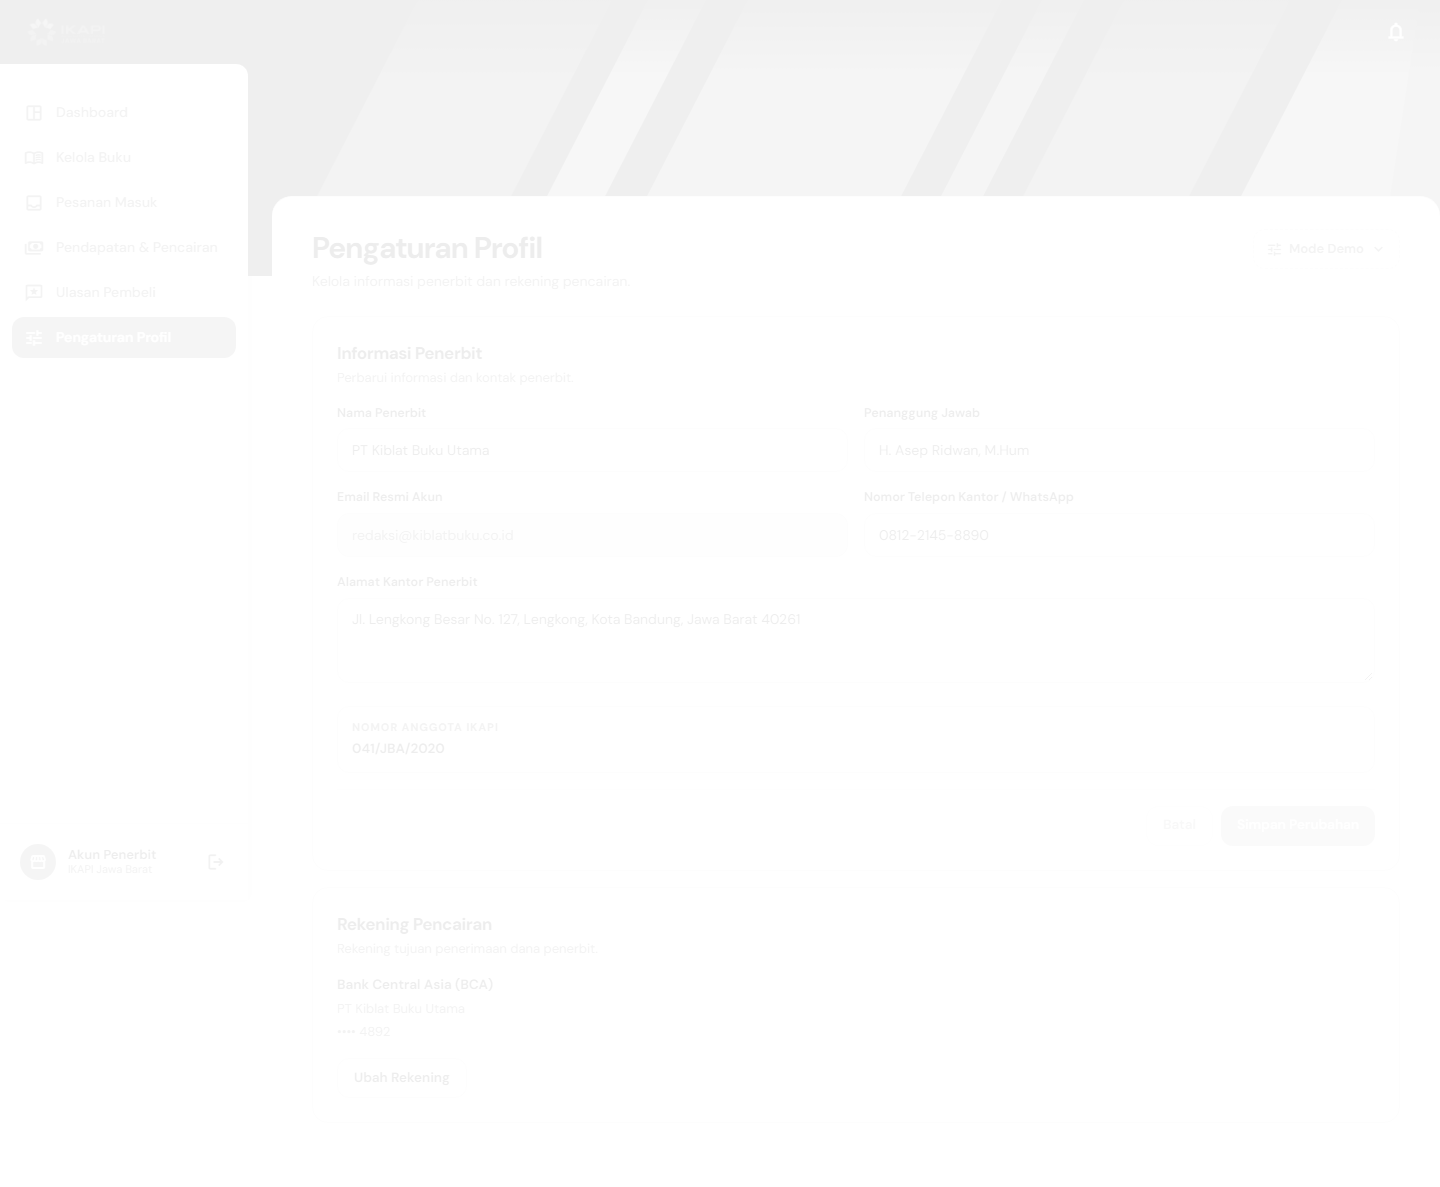 IKAPI
Dashboard
Kelola Buku
Pesanan Masuk
Pendapatan & Pencairan
Ulasan Pembeli
Pengaturan Profil
Akun Penerbit
IKAPI Jawa Barat
Pengaturan Profil
Mode Demo
Kelola informasi penerbit dan rekening pencairan.
Informasi Penerbit
Perbarui informasi dan kontak penerbit.
Nama Penerbit
Penanggung Jawab
PT Kiblat Buku Utama
H. Asep Ridwan, M.Hum
Email Resmi Akun
Nomor Telepon Kantor / WhatsApp
redaksi@kiblatbuku.co.id
0812-2145-8890
Alamat Kantor Penerbit
Jl. Lengkong Besar No. 127, Lengkong, Kota Bandung, Jawa Barat 40261
NOMOR ANGGOTA IKAPI
041/JBA/2020
Batal
Simpan Perubahan
Rekening Pencairan
Rekening tujuan penerimaan dana penerbit.
Bank Central Asia (BCA)
PT Kiblat Buku Utama
•••• 4892
Ubah Rekening